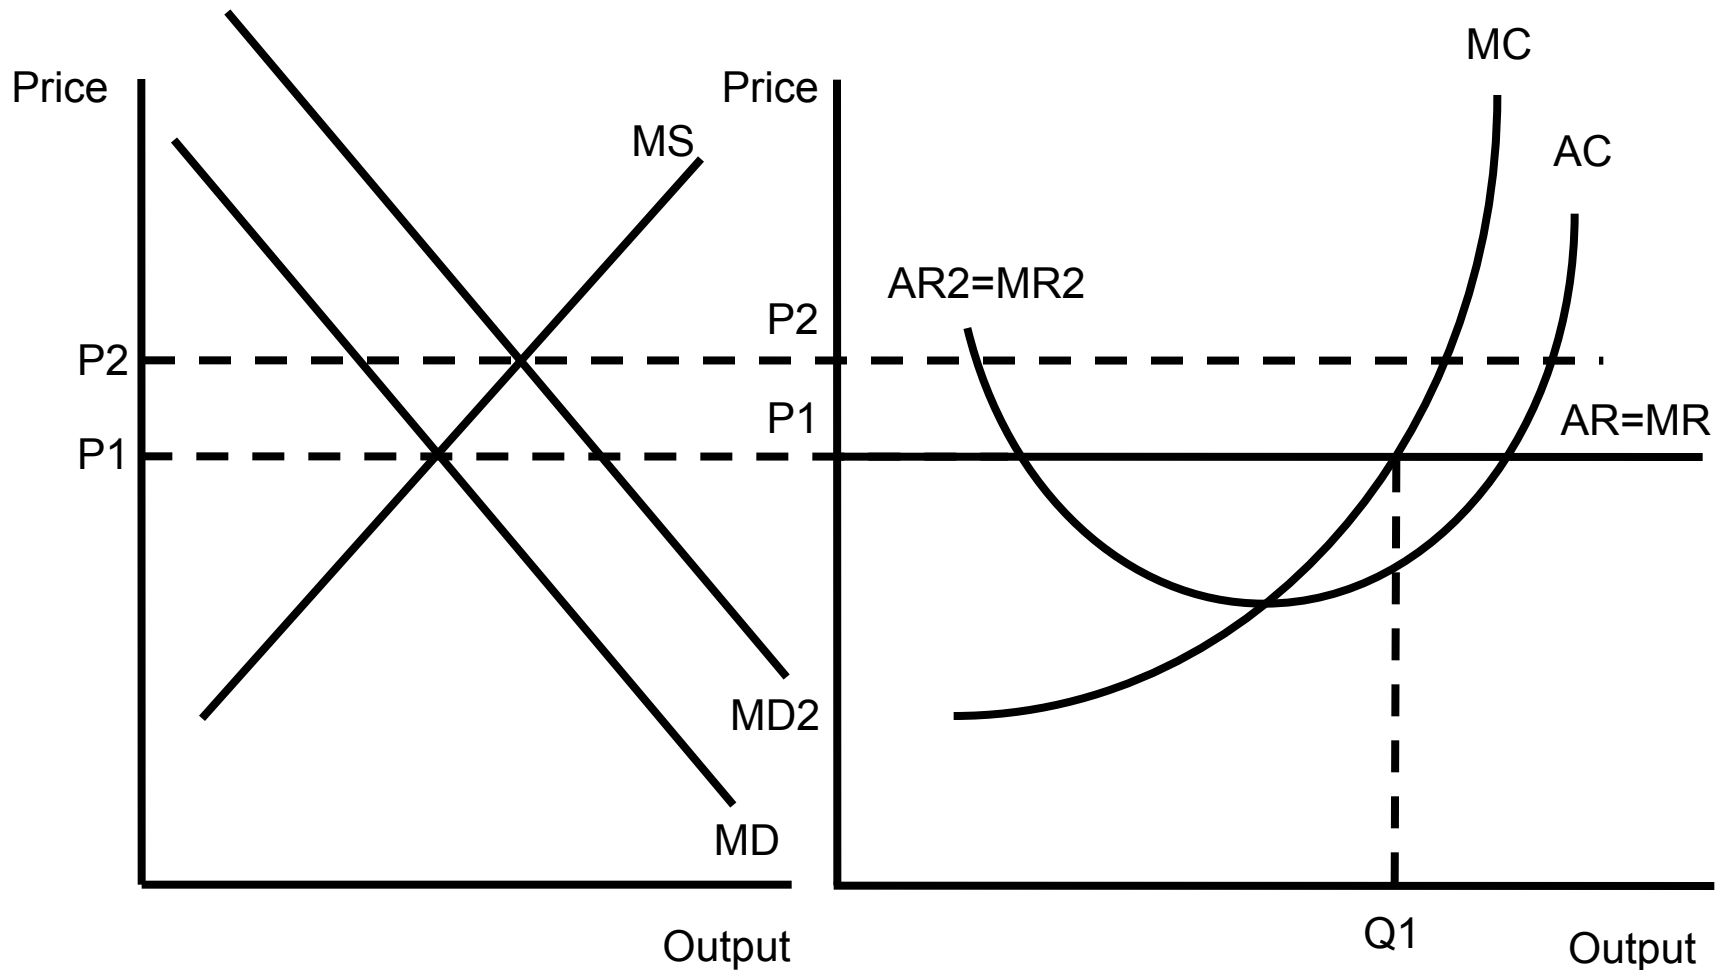 Price
MS
P2
P1
MD2
MD
Output
Price
MC
AC
AR2=MR2
P2
P1
AR=MR
Q1
Output